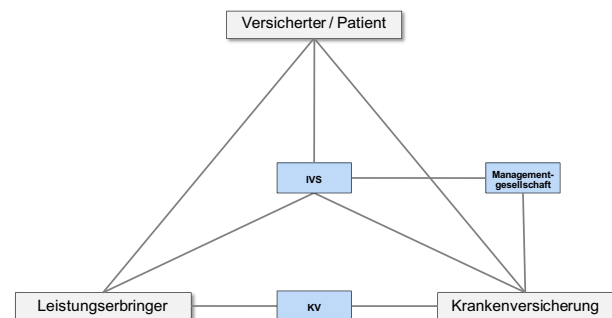 Versicherter / Patient
IVS
Management-
gesellschaft
Leistungserbringer
KV
Krankenversicherung